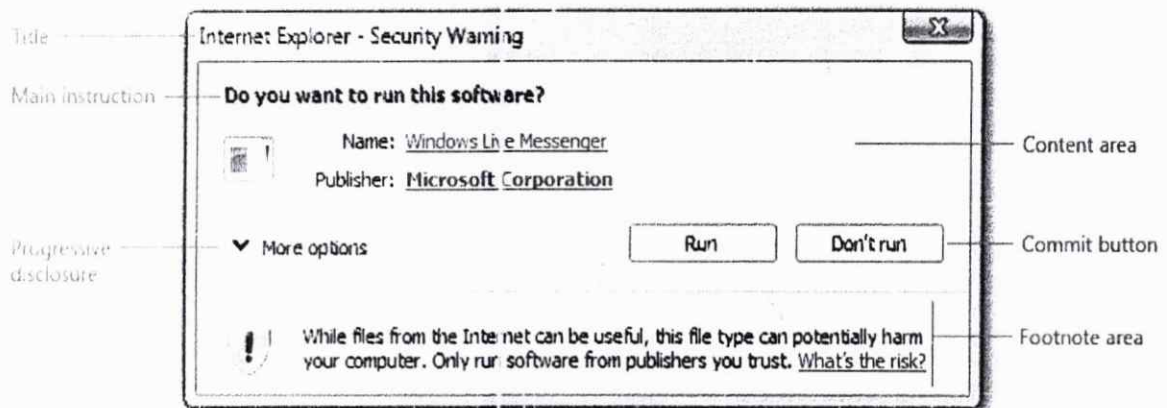 Title
Internet Explorer - Security Warning
Main instruction
Do you want to run this software?
Name: Windows Live Messenger
Content area
Publisher: Microsoft Corporation
Progressive
disclosure
More options
Run
Don't run
Commit button
While files from the Internet can be useful, this file type can potentially harm
your computer. Only run software from publishers you trust. What's the risk?
Footnote area